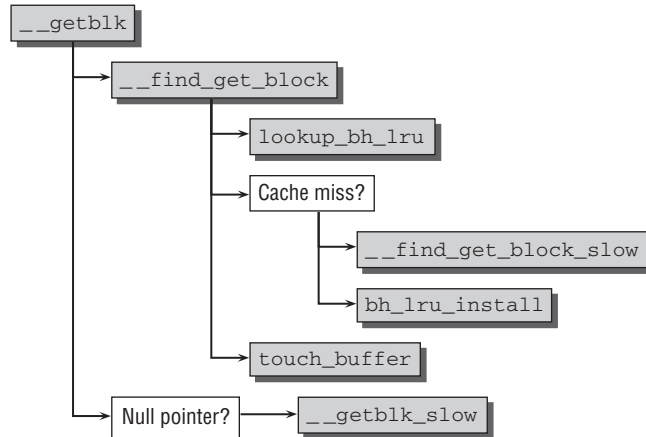 __getblk
__find_get_block
lookup_bh_lru
Cache miss?
__find_get_block_slow
bh_lru_install
touch_buffer
Null pointer?
__getblk_slow